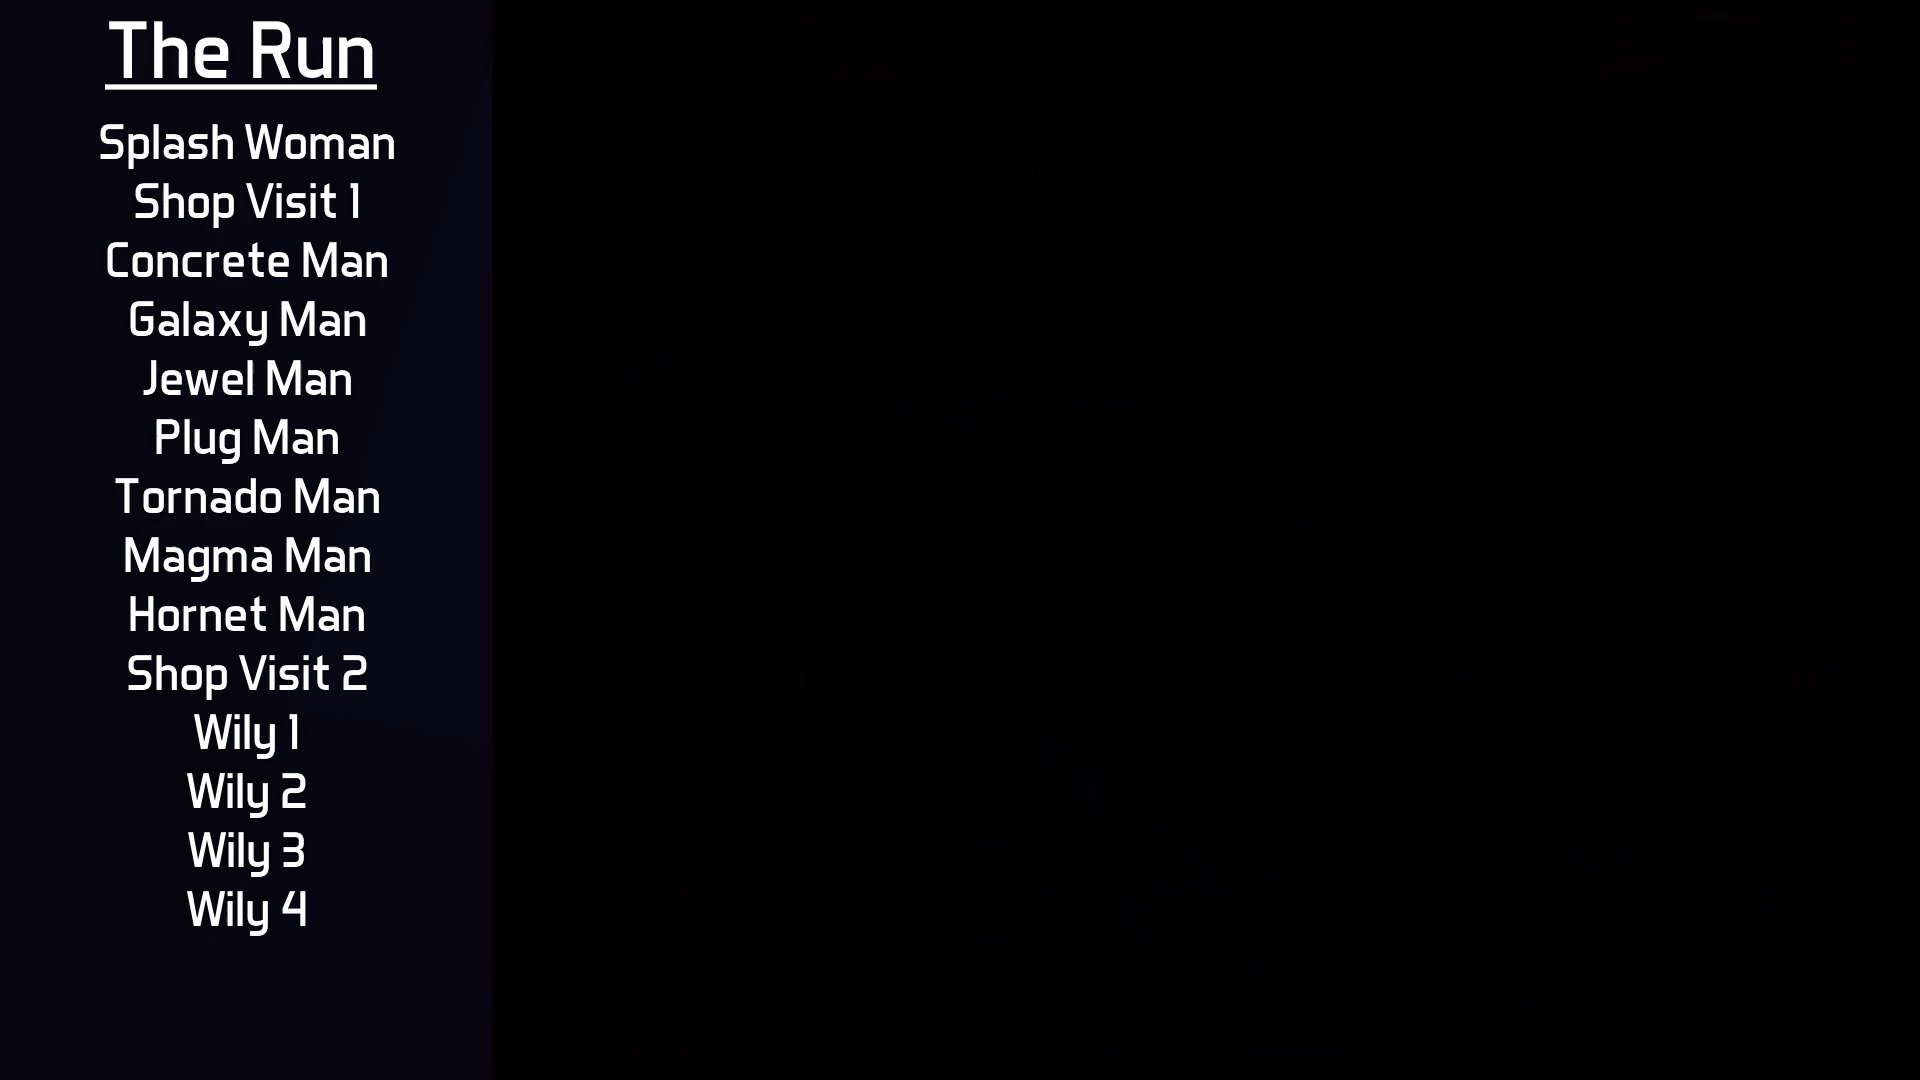 The Run
Splash Woman
Shop Visit 1
Concrete Man
Galaxy Man
Jewel Man
Plug Man
Tornado Man
Magma Man
Hornet Man
Shop Visit 2
Wily 1
Wily 2
Wily 3
Wily 4